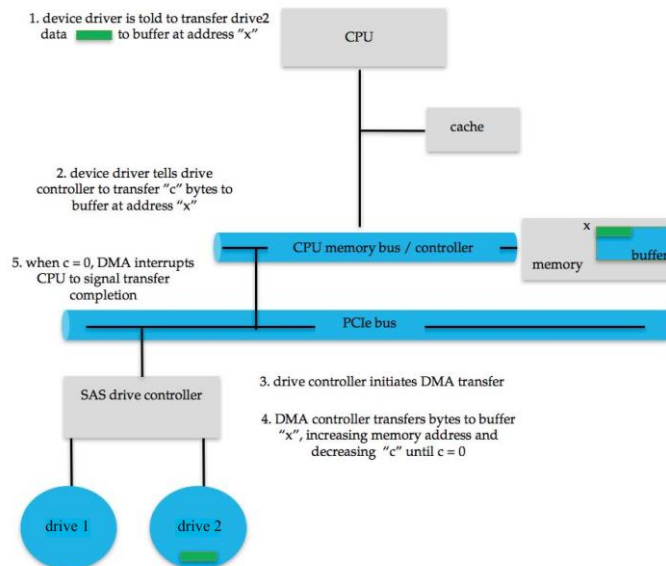 1. device driver is told to transfer drive2
data to buffer at address “x”
CPU
cache
2. device driver tells drive
controller to transfer “c” bytes to
buffer at address “x”
CPU memory bus / controller
x
buffer
memory
5. when c = 0, DMA interrupts
CPU to signal transfer
completion
PCIe bus
SAS drive controller
3. drive controller initiates DMA transfer
4. DMA controller transfers bytes to buffer
“x”, increasing memory address and
decreasing “c” until c = 0
drive 1
drive 2